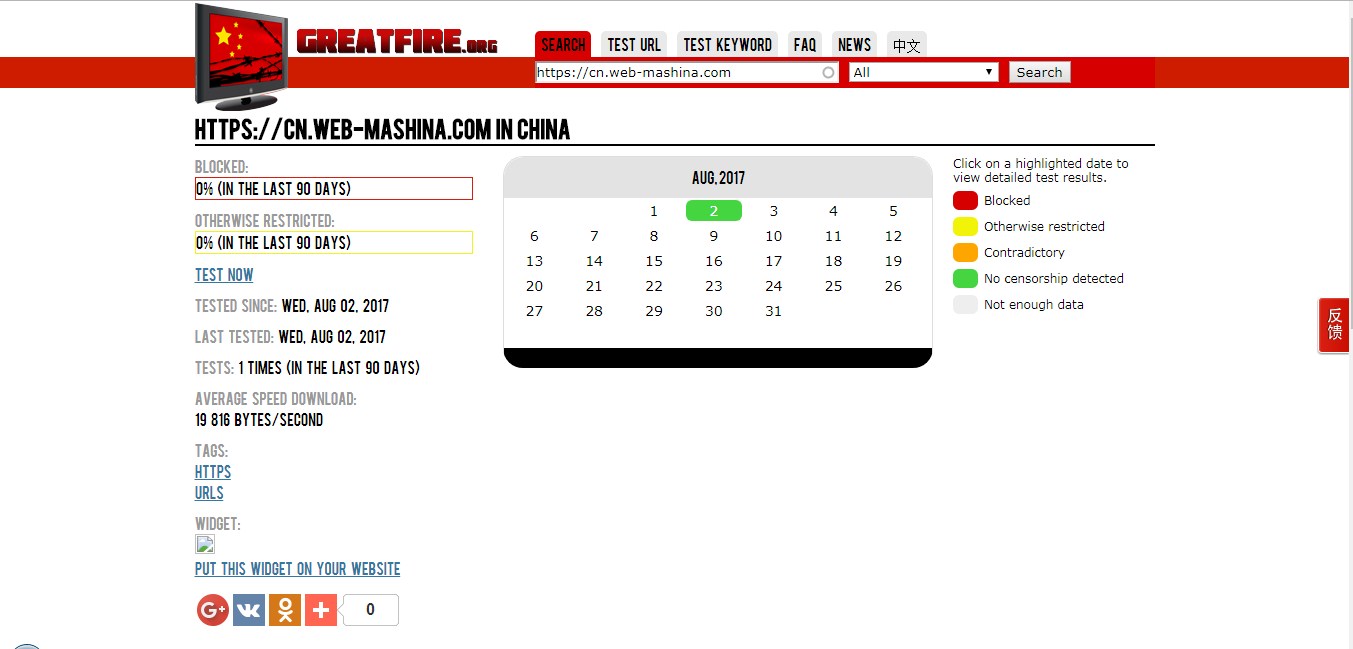 GREATFIRE.ORG
SEARCH TEST URL TEST KEYWORD FAQ NEWS 中文
https://cn.web-mashina.com All Search
HTTPS://CN.WEB-MASHINA.COM IN CHINA
BLOCKED:
0% (IN THE LAST 90 DAYS)
OTHERWISE RESTRICTED:
0% (IN THE LAST 90 DAYS)
TEST NOW
TESTED SINCE: WED, AUG 02, 2017
LAST TESTED: WED, AUG 02, 2017
TESTS: 1 TIMES (IN THE LAST 90 DAYS)
AVERAGE SPEED DOWNLOAD:
19 816 BYTES/SECOND
TAGS:
HTTPS
URLS
WIDGET:
PUT THIS WIDGET ON YOUR WEBSITE
G+ 0
AUG, 2017
1 2 3 4 5
6 7 8 9 10 11 12
13 14 15 16 17 18 19
20 21 22 23 24 25 26
27 28 29 30 31
Click on a highlighted date to
view detailed test results.
Blocked
Otherwise restricted
Contradictory
No censorship detected
Not enough data
反
馈